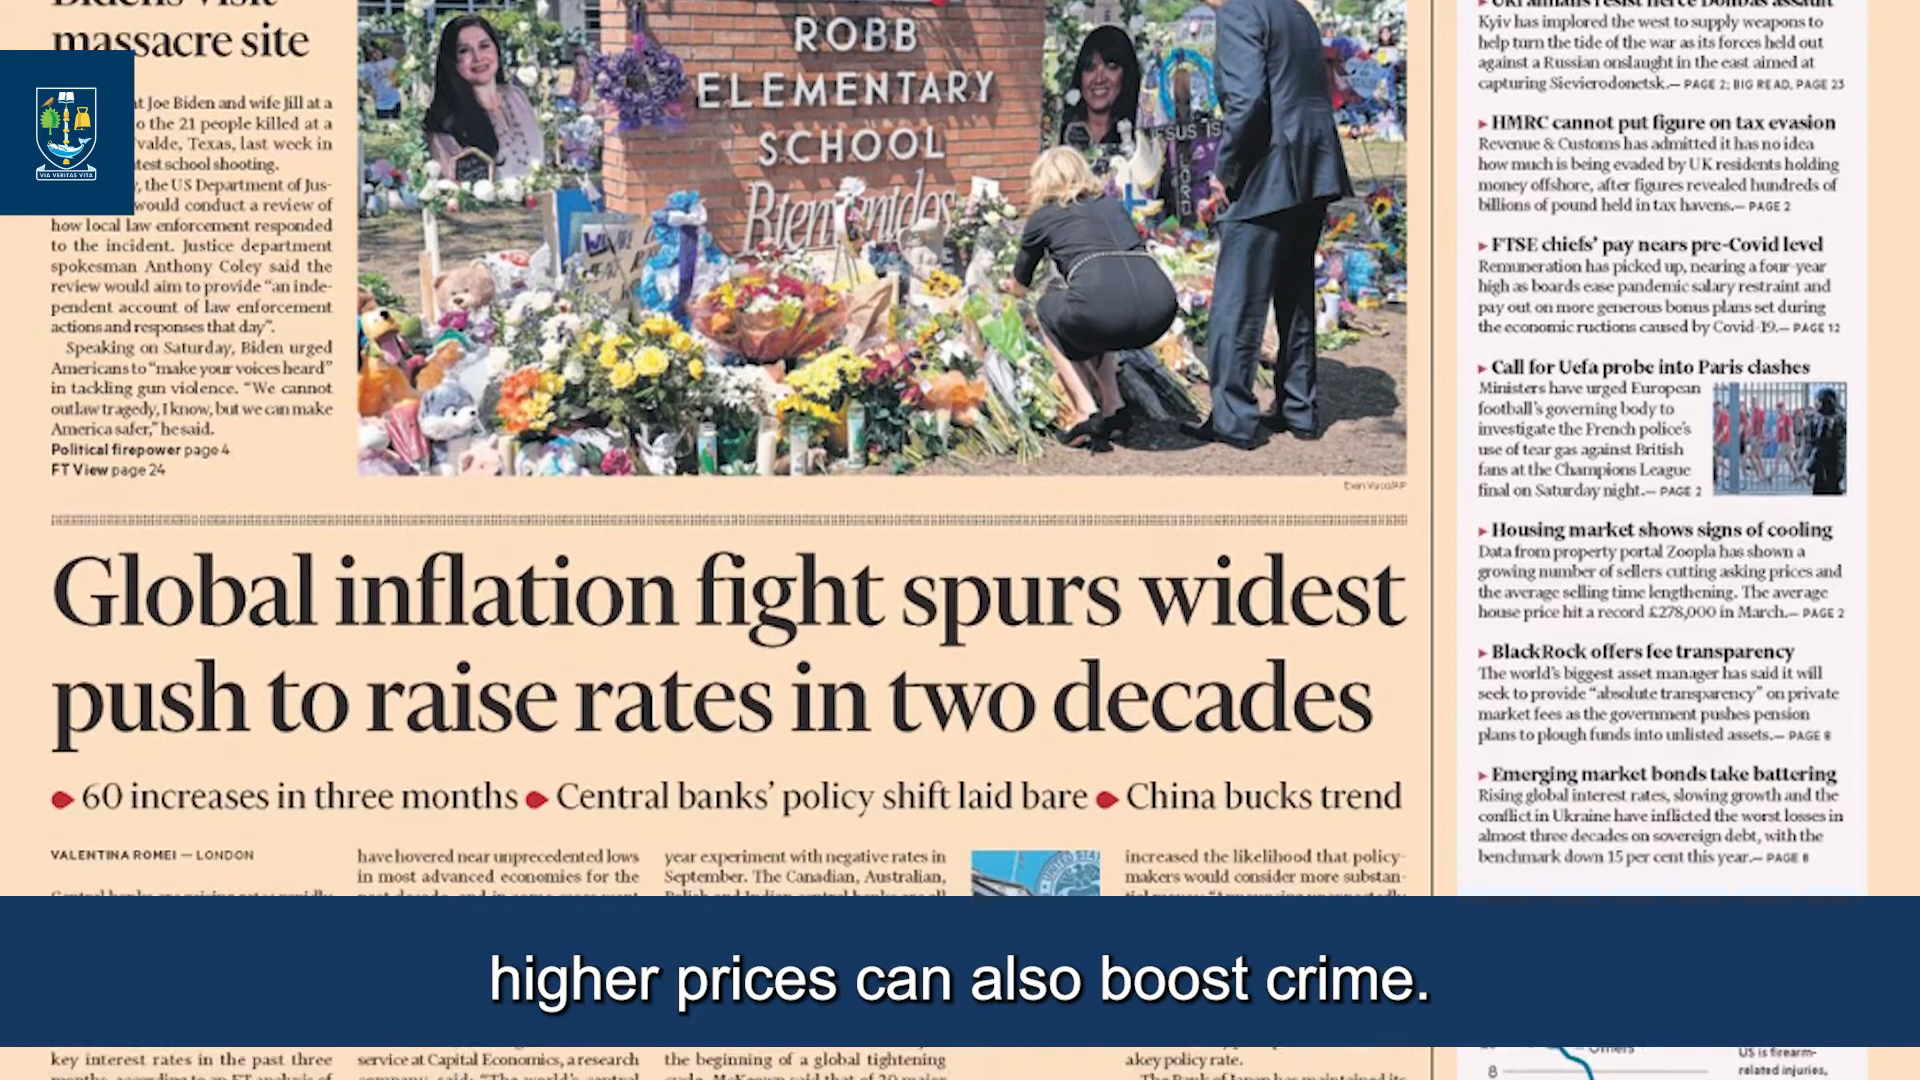 Bidens visit
massacre site
t Joe Biden and wife Jill at a
o the 21 people killed at a
valde, Texas, last week in
test school shooting.
, the US Department of Jus-
would conduct a review of
how local law enforcement responded
to the incident. Justice department
spokesman Anthony Coley said the
review would aim to provide “an inde-
pendent account of law enforcement
actions and responses that day”.
Speaking on Saturday, Biden urged
Americans to “make your voices heard”
in tackling gun violence. “We cannot
outlaw tragedy, I know, but we can make
America safer,” he said.
Political firepower page 4
FT View page 24
VIA VERITAS VITA
ROBB
ELEMENTARY
SCHOOL
Bienvenidos
JESUS IS
LORD
Evan Vucci/AP
Global inflation fight spurs widest
push to raise rates in two decades
60 increases in three months Central banks’ policy shift laid bare China bucks trend
VALENTINA ROMEI — LONDON
have hovered near unprecedented lows
in most advanced economies for the
year experiment with negative rates in
September. The Canadian, Australian,
increased the likelihood that policy-
makers would consider more substan-
Ukrainians resist fierce Donbas assault
Kyiv has implored the west to supply weapons to
help turn the tide of the war as its forces held out
against a Russian onslaught in the east aimed at
capturing Sievierodonetsk.— PAGE 2; BIG READ, PAGE 23
HMRC cannot put figure on tax evasion
Revenue & Customs has admitted it has no idea
how much is being evaded by UK residents holding
money offshore, after figures revealed hundreds of
billions of pound held in tax havens.— PAGE 2
FTSE chiefs’ pay nears pre-Covid level
Remuneration has picked up, nearing a four-year
high as boards ease pandemic salary restraint and
pay out on more generous bonus plans set during
the economic ructions caused by Covid-19.— PAGE 12
Call for Uefa probe into Paris clashes
Ministers have urged European
football’s governing body to
investigate the French police’s
use of tear gas against British
fans at the Champions League
final on Saturday night.— PAGE 2
Housing market shows signs of cooling
Data from property portal Zoopla has shown a
growing number of sellers cutting asking prices and
the average selling time lengthening. The average
house price hit a record £278,000 in March.— PAGE 2
BlackRock offers fee transparency
The world’s biggest asset manager has said it will
seek to provide “absolute transparency” on private
market fees as the government pushes pension
plans to plough funds into unlisted assets.— PAGE 8
Emerging market bonds take battering
Rising global interest rates, slowing growth and the
conflict in Ukraine have inflicted the worst losses in
almost three decades on sovereign debt, with the
benchmark down 15 per cent this year.— PAGE 8
higher prices can also boost crime.
key interest rates in the past three
service at Capital Economics, a research
the beginning of a global tightening
a key policy rate.
Others
8
US is firearm-
related injuries,